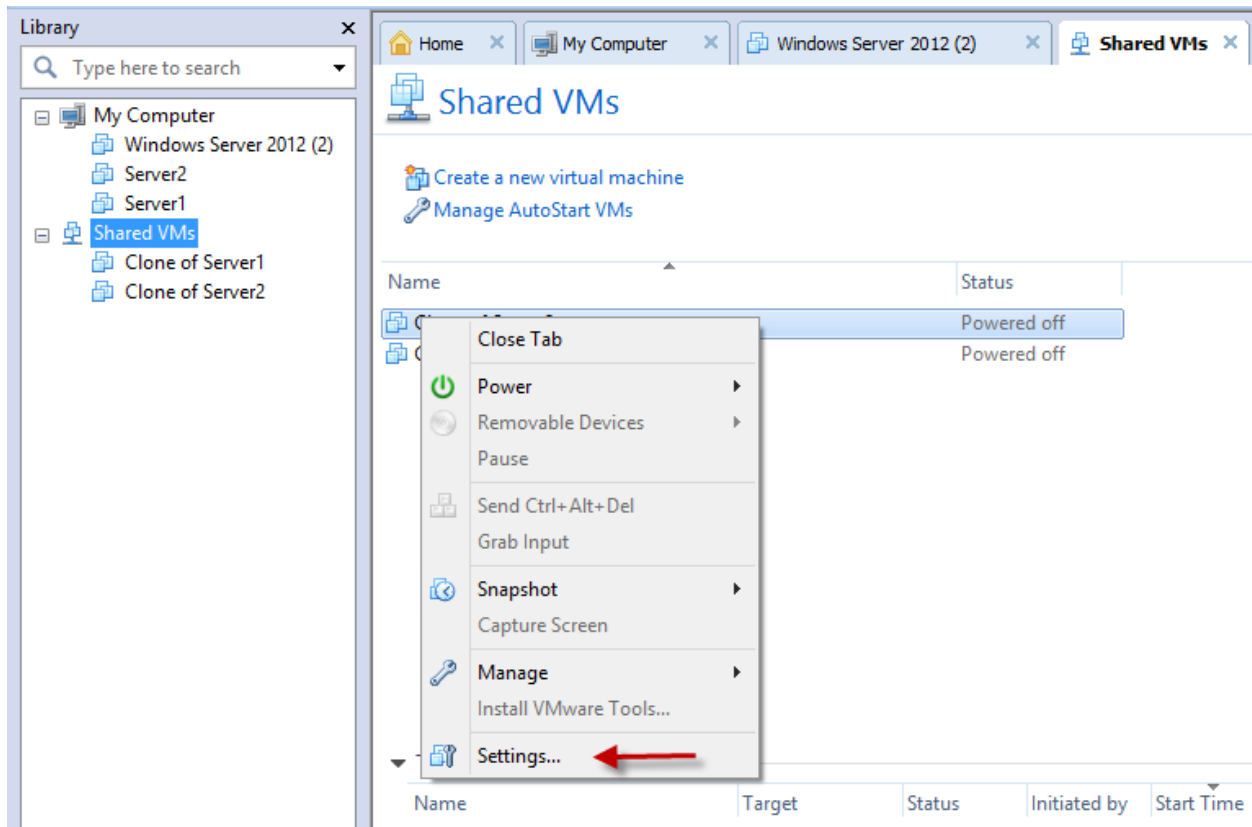 Library
Type here to search
My Computer
Windows Server 2012 (2)
Server2
Server1
Shared VMs
Clone of Server1
Clone of Server2
Home
My Computer
Windows Server 2012 (2)
Shared VMs
Shared VMs
Create a new virtual machine
Manage AutoStart VMs
Name Status
Powered off
Powered off
Close Tab
Power
Removable Devices
Pause
Send Ctrl+Alt+Del
Grab Input
Snapshot
Capture Screen
Manage
Install VMware Tools...
Settings...
Name Target Status Initiated by Start Time